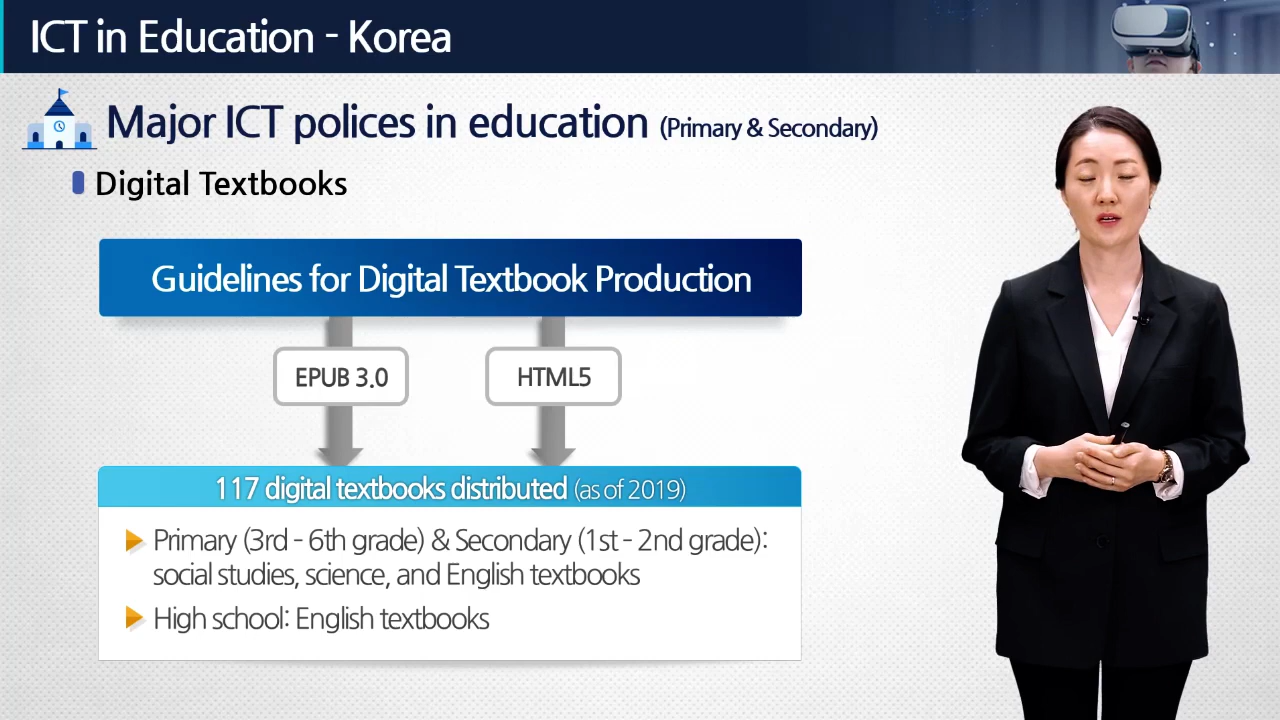 ICT in Education - Korea
Major ICT polices in education (Primary & Secondary)
Digital Textbooks
Guidelines for Digital Textbook Production
EPUB 3.0
HTML5
117 digital textbooks distributed (as of 2019)
Primary (3rd - 6th grade) & Secondary (1st - 2nd grade):
social studies, science, and English textbooks
High school: English textbooks